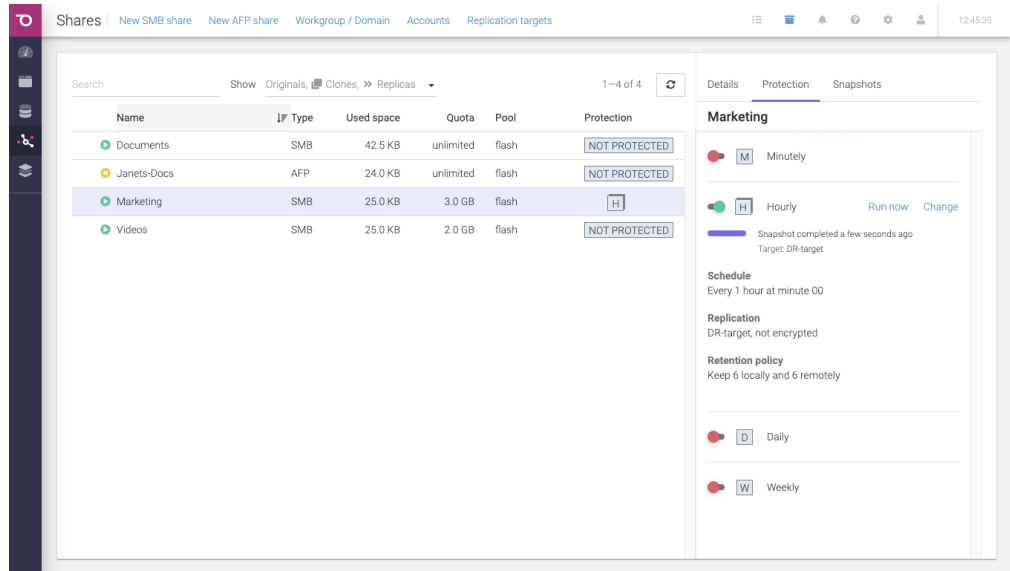 Shares New SMB share New AFP share Workgroup / Domain Accounts Replication targets 12:45:35
Search Show Originals, Clones, Replicas 1—4 of 4
Name Type Used space Quota Pool Protection
Documents SMB 42.5 KB unlimited flash NOT PROTECTED
Janets-Docs AFP 24.0 KB unlimited flash NOT PROTECTED
Marketing SMB 25.0 KB 3.0 GB flash H
Videos SMB 25.0 KB 2.0 GB flash NOT PROTECTED
Details Protection Snapshots
Marketing
M Minutely
H Hourly Run now Change
Snapshot completed a few seconds ago
Target: DR-target
Schedule
Every 1 hour at minute 00
Replication
DR-target, not encrypted
Retention policy
Keep 6 locally and 6 remotely
D Daily
W Weekly